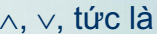 ∧, ∨, tức là